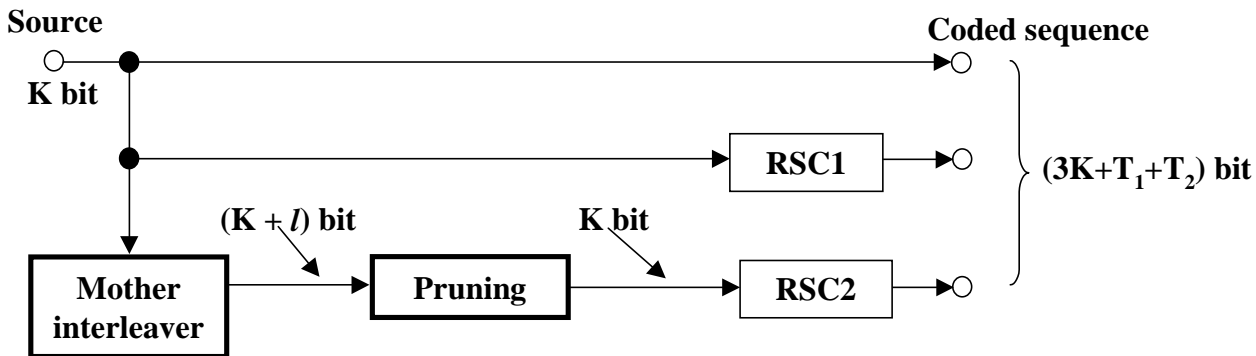 Source
Coded sequence
K bit
RSC1
(3K+T₁+T₂) bit
(K + l) bit
K bit
Mother
interleaver
Pruning
RSC2